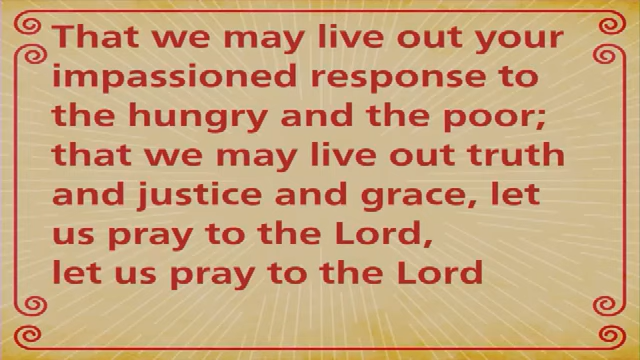 That we may live out your
impassioned response to
the hungry and the poor;
that we may live out truth
and justice and grace, let
us pray to the Lord,
let us pray to the Lord